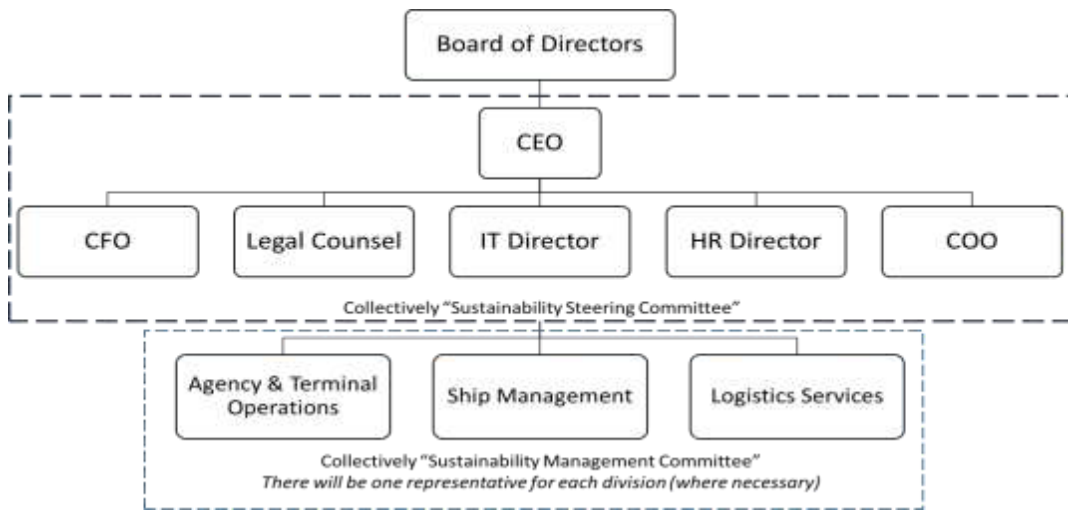 Board of Directors
CEO
CFO
Legal Counsel
IT Director
HR Director
COO
Collectively “Sustainability Steering Committee”
Agency & Terminal
Operations
Ship Management
Logistics Services
Collectively “Sustainability Management Committee”
There will be one representative for each division (where necessary)